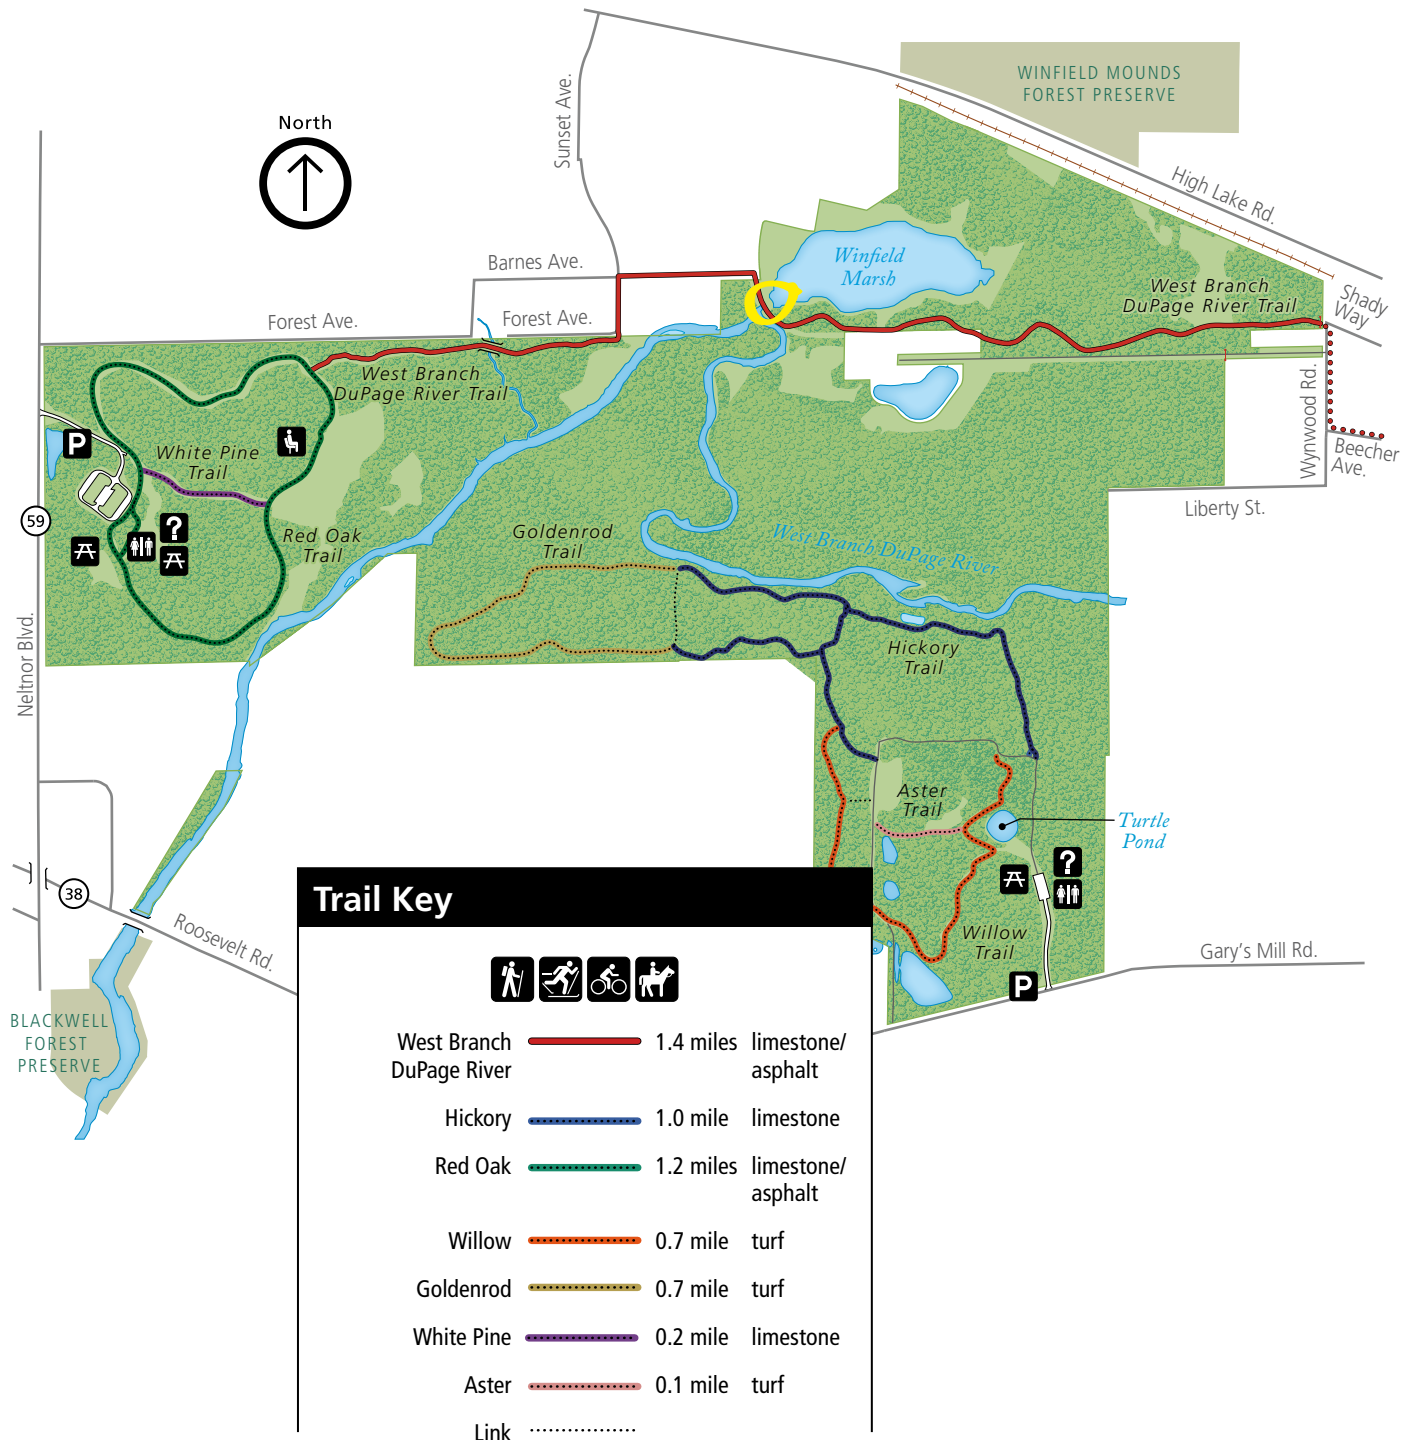 WINFIELD MOUNDS
FOREST PRESERVE
North
Sunset Ave.
High Lake Rd.
Barnes Ave.
Winfield
Marsh
West Branch
DuPage River Trail
Shady
Way
Forest Ave.
Forest Ave.
West Branch
DuPage River Trail
Wynwood Rd.
Beecher
Ave.
P
White Pine
Trail
Liberty St.
59
?
Red Oak
Trail
Goldenrod
Trail
West Branch DuPage River
Neltnor Blvd.
Hickory
Trail
Aster
Trail
Turtle
Pond
?
38
Roosevelt Rd.
Willow
Trail
Gary's Mill Rd.
P
BLACKWELL
FOREST
PRESERVE
Trail Key
West Branch 1.4 miles limestone/
DuPage River asphalt
Hickory 1.0 mile limestone
Red Oak 1.2 miles limestone/
asphalt
Willow 0.7 mile turf
Goldenrod 0.7 mile turf
White Pine 0.2 mile limestone
Aster 0.1 mile turf
Link